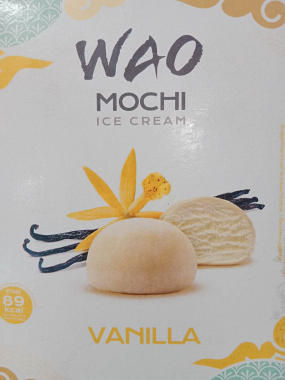 WAO
MOCHI
ICE CREAM
89
kcal
VANILLA